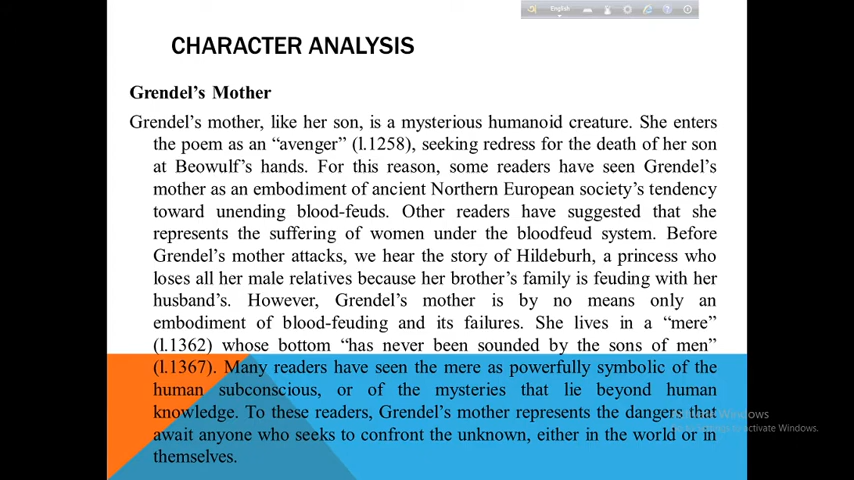 English
CHARACTER ANALYSIS
Grendel's Mother
Grendel's mother, like her son, is a mysterious humanoid creature. She enters
the poem as an “avenger” (l.1258), seeking redress for the death of her son
at Beowulf's hands. For this reason, some readers have seen Grendel's
mother as an embodiment of ancient Northern European society's tendency
toward unending blood-feuds. Other readers have suggested that she
represents the suffering of women under the bloodfeud system. Before
Grendel's mother attacks, we hear the story of Hildeburh, a princess who
loses all her male relatives because her brother's family is feuding with her
husband's. However, Grendel's mother is by no means only an
embodiment of blood-feuding and its failures. She lives in a “mere”
(l.1362) whose bottom “has never been sounded by the sons of men”
(l.1367). Many readers have seen the mere as powerfully symbolic of the
human subconscious, or of the mysteries that lie beyond human
knowledge. To these readers, Grendel's mother represents the dangers that
await anyone who seeks to confront the unknown, either in the world or in
themselves.
Windows
to activate Windows.